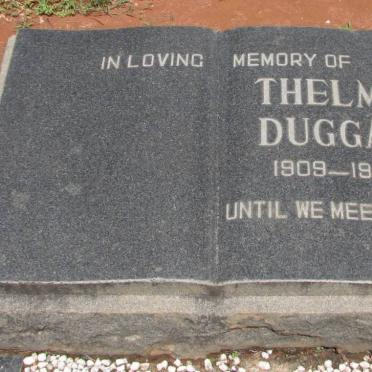 IN LOVING MEMORY OF
THELM
DUGGA
1909—19
UNTIL WE MEE